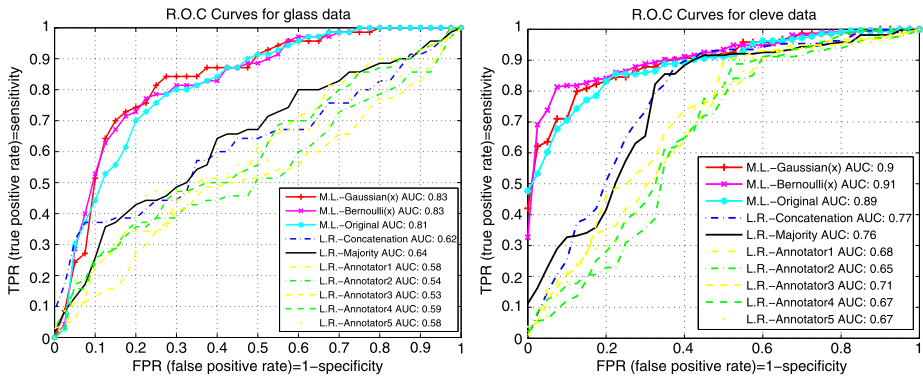 R.O.C Curves for glass data
TPR (true positive rate)=sensitivity
1
0.9
0.8
0.7
0.6
0.5
0.4
0.3
0.2
0.1
0
M.L.−Gaussian(x) AUC: 0.83
M.L.−Bernoulli(x) AUC: 0.83
M.L.−Original AUC: 0.81
L.R.−Concatenation AUC: 0.62
L.R.−Majority AUC: 0.64
L.R.−Annotator1 AUC: 0.58
L.R.−Annotator2 AUC: 0.54
L.R.−Annotator3 AUC: 0.53
L.R.−Annotator4 AUC: 0.59
L.R.−Annotator5 AUC: 0.58
0 0.1 0.2 0.3 0.4 0.5 0.6 0.7 0.8 0.9 1
FPR (false positive rate)=1−specificity
R.O.C Curves for cleve data
TPR (true positive rate)=sensitivity
1
0.9
0.8
0.7
0.6
0.5
0.4
0.3
0.2
0.1
0
M.L.−Gaussian(x) AUC: 0.9
M.L.−Bernoulli(x) AUC: 0.91
M.L.−Original AUC: 0.89
L.R.−Concatenation AUC: 0.77
L.R.−Majority AUC: 0.76
L.R.−Annotator1 AUC: 0.68
L.R.−Annotator2 AUC: 0.65
L.R.−Annotator3 AUC: 0.71
L.R.−Annotator4 AUC: 0.67
L.R.−Annotator5 AUC: 0.67
0 0.2 0.4 0.6 0.8 1
FPR (false positive rate)=1−specificity